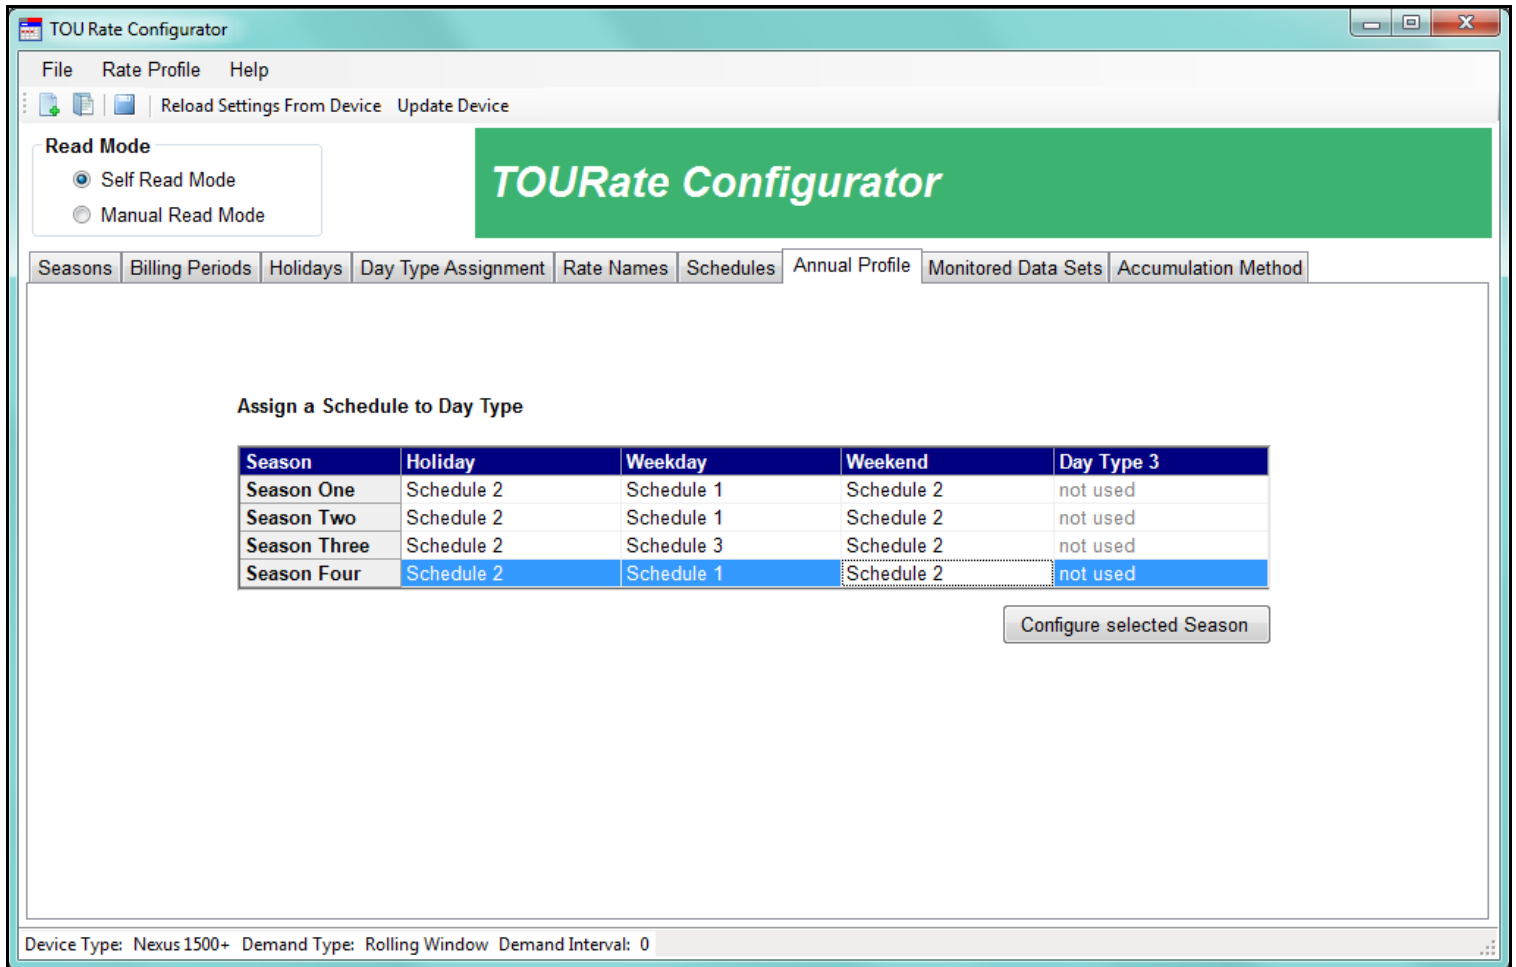 TOU Rate Configurator
File Rate Profile Help
Reload Settings From Device Update Device
Read Mode
Self Read Mode
Manual Read Mode
TOURate Configurator
Seasons Billing Periods Holidays Day Type Assignment Rate Names Schedules Annual Profile Monitored Data Sets Accumulation Method
Assign a Schedule to Day Type
Season Holiday Weekday Weekend Day Type 3
Season One Schedule 2 Schedule 1 Schedule 2 not used
Season Two Schedule 2 Schedule 1 Schedule 2 not used
Season Three Schedule 2 Schedule 3 Schedule 2 not used
Season Four Schedule 2 Schedule 1 Schedule 2 not used
Configure selected Season
Device Type: Nexus 1500+ Demand Type: Rolling Window Demand Interval: 0